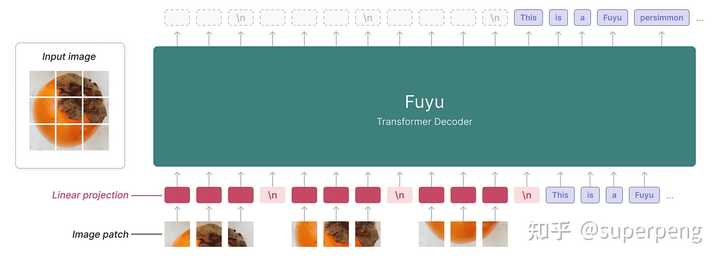 \n \n \n This is a Fuyu persimmon ...
Input image
Fuyu
Transformer Decoder
Linear projection \n \n \n This is a Fuyu ...
Image patch
知乎 @superpeng